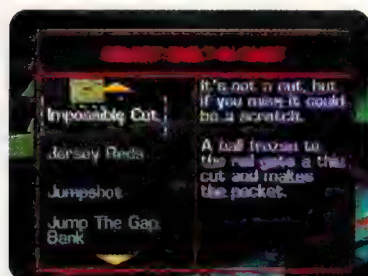 Impossible Cut
Jersey Reds
Jumpshot
Jump The Gap
Bank
It's not a cut, but
if you miss it could
be a scratch.
A ball frozen to
the rail gets a thin
cut and makes
the pocket.